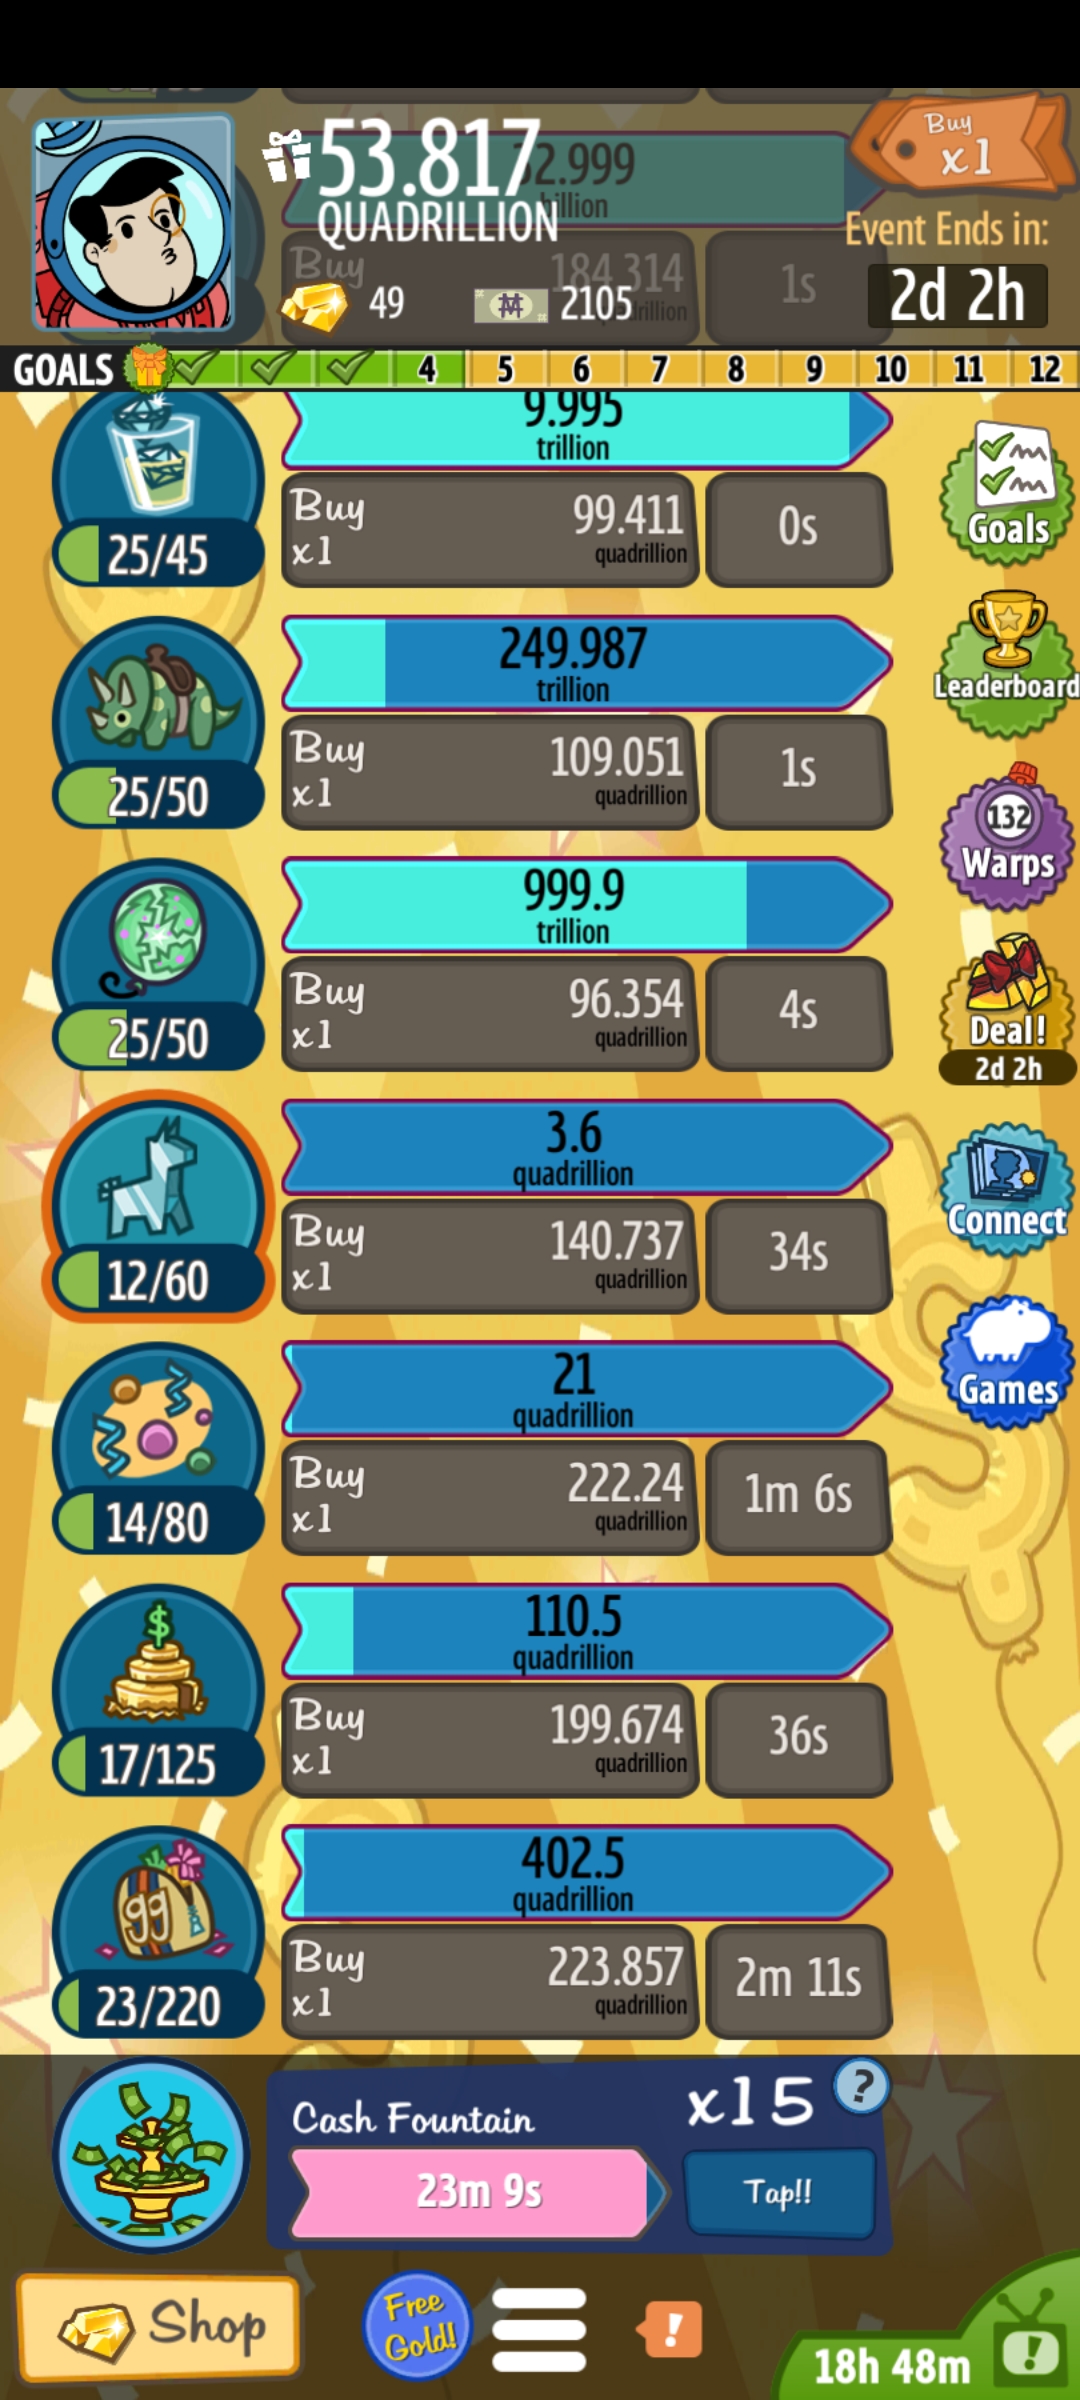 53.817
QUADRILLION
49
2105
2.999
184.314
Buy
1s
Buy
x1
Event Ends in:
2d 2h
GOALS 4 5 6 7 8 9 10 11 12
9.995
trillion
25/45
Buy
x1
99.411
quadrillion
0s
Goals
249.987
trillion
25/50
Buy
x1
109.051
quadrillion
1s
Leaderboard
999.9
trillion
25/50
Buy
x1
96.354
quadrillion
4s
132
Warps
Deal!
2d 2h
3.6
quadrillion
12/60
Buy
x1
140.737
quadrillion
34s
Connect
21
quadrillion
14/80
Buy
x1
222.24
quadrillion
1m 6s
Games
$
110.5
quadrillion
17/125
Buy
x1
199.674
quadrillion
36s
99
402.5
quadrillion
23/220
Buy
x1
223.857
quadrillion
2m 11s
Cash Fountain
x15
?
23m 9s
Tap!!
Shop
Free
Gold!
!
18h 48m
!